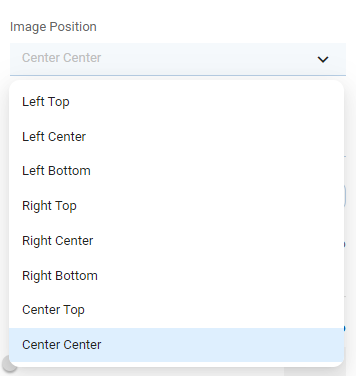 Image Position
Center Center
Left Top
Left Center
Left Bottom
Right Top
Right Center
Right Bottom
Center Top
Center Center